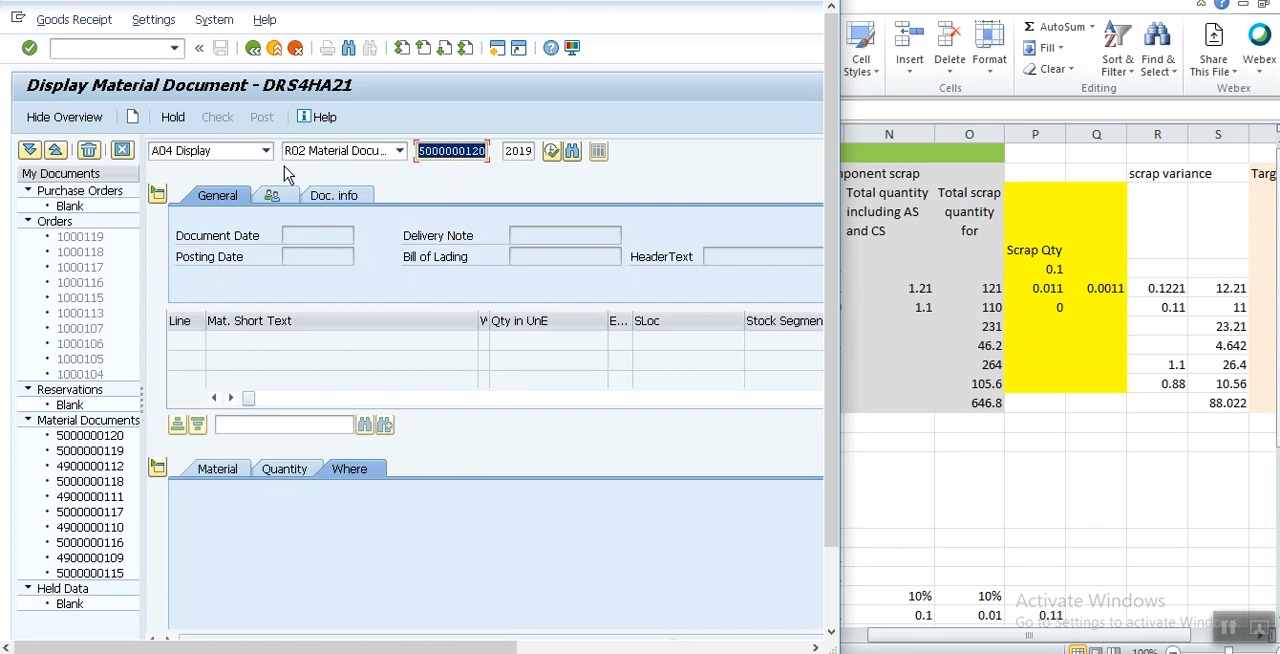 Goods Receipt Settings System Help
Display Material Document - DRS4HA21
Hide Overview Hold Check Post Help
A04 Display R02 Material Docu... 5000000120 2019
My Documents
Purchase Orders
Blank
Orders
1000119
1000118
1000117
1000116
1000115
1000113
1000107
1000106
1000105
1000104
Reservations
Blank
Material Documents
5000000120
5000000119
4900000112
5000000118
4900000111
5000000117
4900000110
5000000116
4900000109
5000000115
Held Data
Blank
General Doc. info
Document Date Delivery Note
Posting Date Bill of Lading HeaderText
Line Mat. Short Text Qty in UnE E... SLoc Stock Segmen
Material Quantity Where
Cell Styles
Insert Delete Format
Cells
AutoSum
Fill
Clear
Sort & Filter
Find & Select
Editing
Share This File
Webex
Webex
N O P Q R S
ponent scrap scrap variance Targ
Total quantity including AS and CS
Total scrap quantity for
Scrap Qty
0.1
1.21 121 0.011 0.0011 0.1221 12.21
1.1 110 0 0.11 11
231 23.21
46.2 4.642
264 1.1 26.4
105.6 0.88 10.56
646.8 88.022
10% 10%
0.1 0.01 0.11
Activate Windows
Go to Settings to activate Windows.
100%